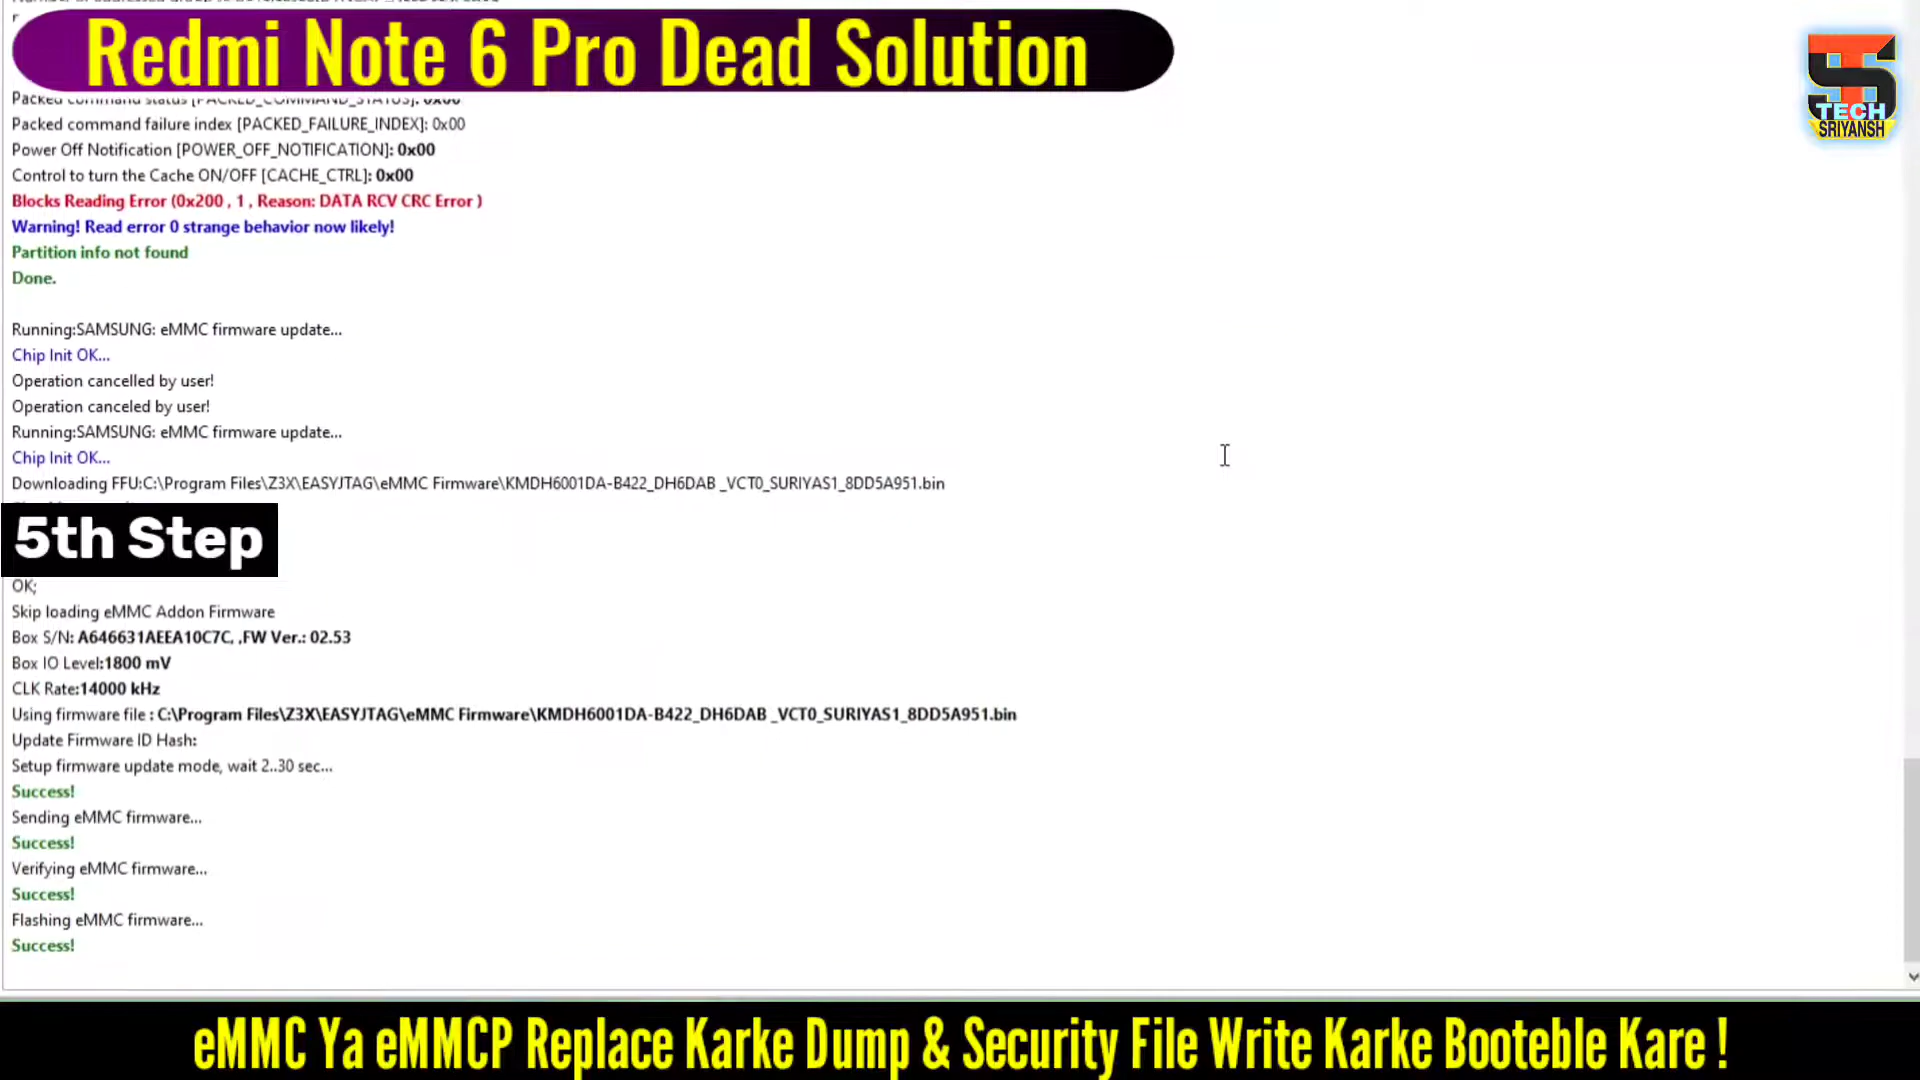 Redmi Note 6 Pro Dead Solution
TECH
SRIYANSH
Packed command status [PACKED_COMMAND_STATUS]: 0x00
Packed command failure index [PACKED_FAILURE_INDEX]: 0x00
Power Off Notification [POWER_OFF_NOTIFICATION]: 0x00
Control to turn the Cache ON/OFF [CACHE_CTRL]: 0x00
Blocks Reading Error (0x200 , 1 , Reason: DATA RCV CRC Error )
Warning! Read error 0 strange behavior now likely!
Partition info not found
Done.
Running:SAMSUNG: eMMC firmware update...
Chip Init OK...
Operation cancelled by user!
Operation canceled by user!
Running:SAMSUNG: eMMC firmware update...
Chip Init OK...
Downloading FFU:C:\Program Files\Z3X\EASYJTAG\eMMC Firmware\KMDH6001DA-B422_DH6DAB _VCT0_SURIYAS1_8DD5A951.bin
5th Step
OK;
Skip loading eMMC Addon Firmware
Box S/N: A646631AEEA10C7C, ,FW Ver.: 02.53
Box IO Level:1800 mV
CLK Rate:14000 kHz
Using firmware file : C:\Program Files\Z3X\EASYJTAG\eMMC Firmware\KMDH6001DA-B422_DH6DAB _VCT0_SURIYAS1_8DD5A951.bin
Update Firmware ID Hash:
Setup firmware update mode, wait 2..30 sec...
Success!
Sending eMMC firmware...
Success!
Verifying eMMC firmware...
Success!
Flashing eMMC firmware...
Success!
eMMC Ya eMMCP Replace Karke Dump & Security File Write Karke Booteble Kare !